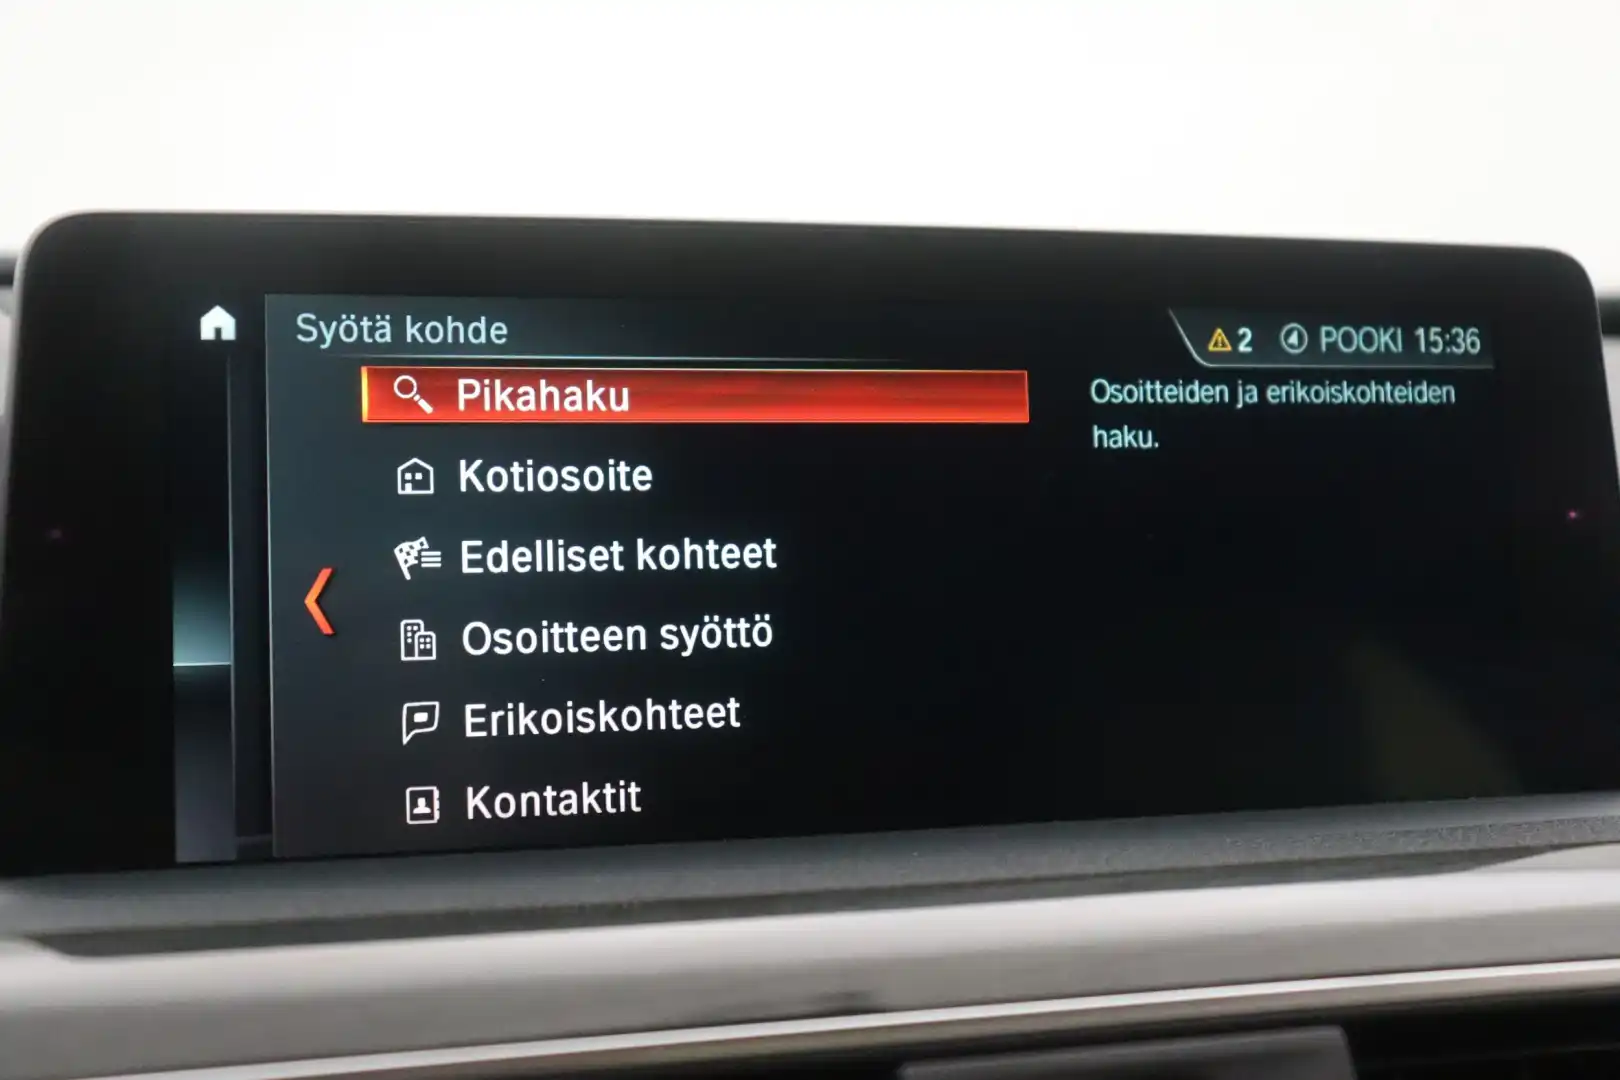 Syötä kohde
2 POOKI 15:36
Pikahaku
Osoitteiden ja erikoiskohteiden
haku.
Kotiosoite
Edelliset kohteet
Osoitteen syöttö
Erikoiskohteet
Kontaktit